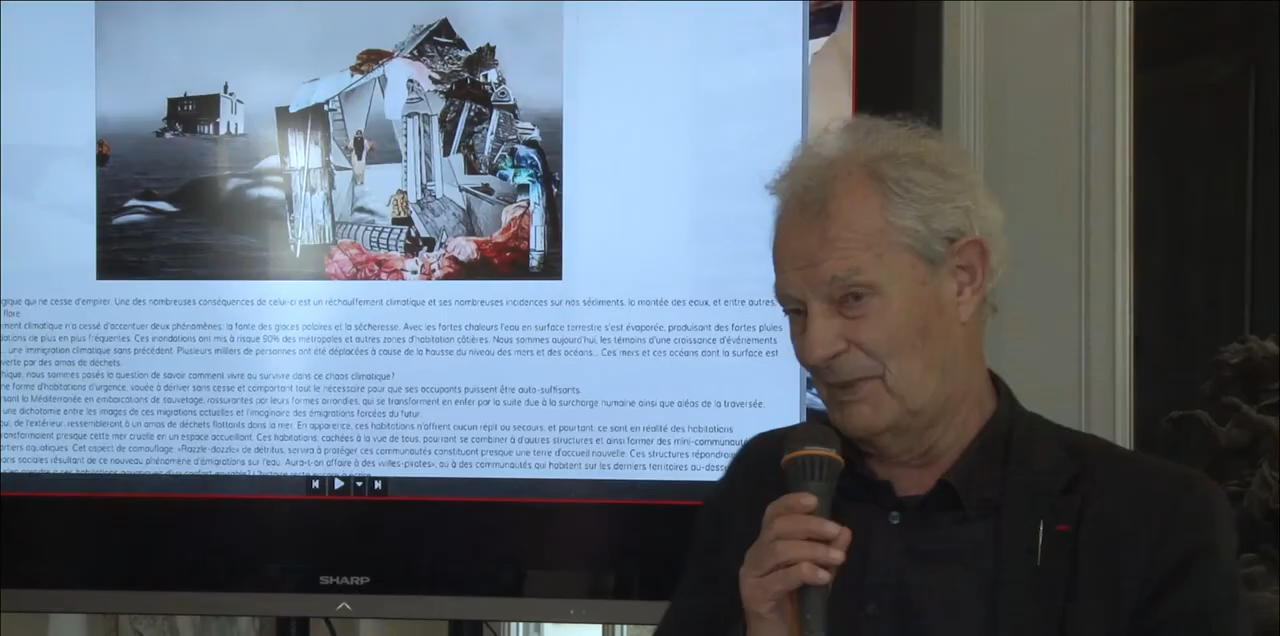 gique qui ne cesse d'empirer. Une des nombreuses conséquences de celui-ci est un réchauffement climatique et ses nombreuses incidences sur nos sédiments, la montée des eaux, et entre autres,
flore
ment climatique n'a cessé d'accentuer deux phénomènes: la fonte des glaces polaires et la sécheresse. Avec les fortes chaleurs l'eau en surface terrestre s'est évaporée, produisant des fortes pluies
dations de plus en plus fréquentes. Ces inondations ont mis à risque 90% des métropoles et autres zones d'habitation côtières. Nous sommes aujourd'hui, les témoins d'une croissance d'événements
... une immigration climatique sans précédent. Plusieurs milliers de personnes ont été déplacées à cause de la hausse du niveau des mers et des océans... Ces mers et ces océans dont la surface est
verte par des amas de déchets.
hique, nous sommes posés la question de savoir comment vivre ou survivre dans ce chaos climatique?
ne forme d'habitations d'urgence, vouée à dériver sans cesse et comportant tout le nécessaire pour que ses occupants puissent être auto-suffisants.
rsant la Méditerranée en embarcations de sauvetage, rassurantes par leurs formes arrondies, qui se transforment en enfer par la suite due à la surcharge humaine ainsi que aléas de la traversée.
une dichotomie entre les images de ces migrations actuelles et l'imaginaire des émigrations forcées du futur.
qui, de l'extérieur, ressembleront à un amas de déchets flottants dans la mer. En apparence, ces habitations n'offrent aucun répit ou secours, et pourtant, ce sont en réalité des habitations
ransformaient presque cette mer cruelle en un espace accueillant. Ces habitations, cachées à la vue de tous, pourront se combiner à d'autres structures et ainsi former des mini-communauté
artiers aquatiques. Cet aspect de camouflage, «Razzle-dazzle» de détritus, servira à protéger ces communautés constituant presque une terre d'accueil nouvelle. Ces structures répondron
ions sociales résultant de ce nouveau phénomène d'émigrations sur l'eau. Aura-t-on affaire à des «villes-pirates», ou à des communautés qui habitent sur les derniers territoires au-dess
SHARP